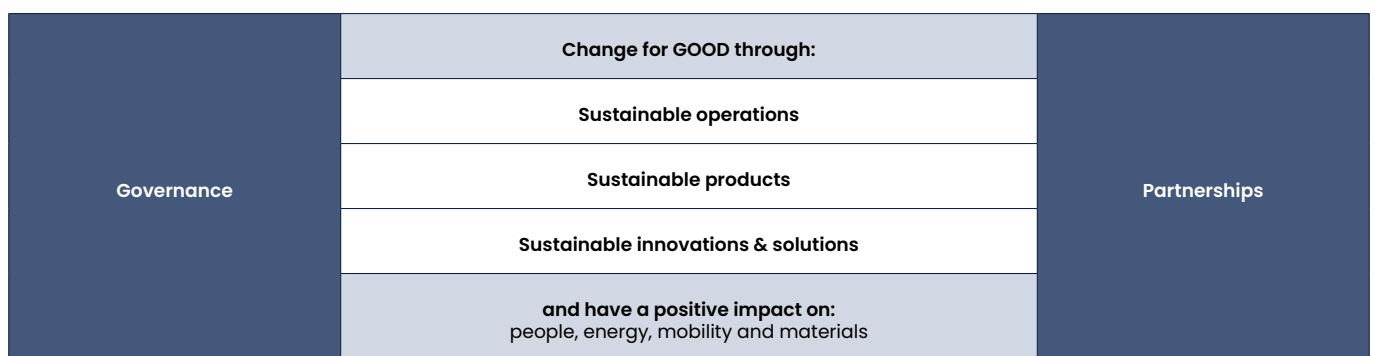 Governance
Change for GOOD through:
Sustainable operations
Sustainable products
Sustainable innovations & solutions
and have a positive impact on:
people, energy, mobility and materials
Partnerships